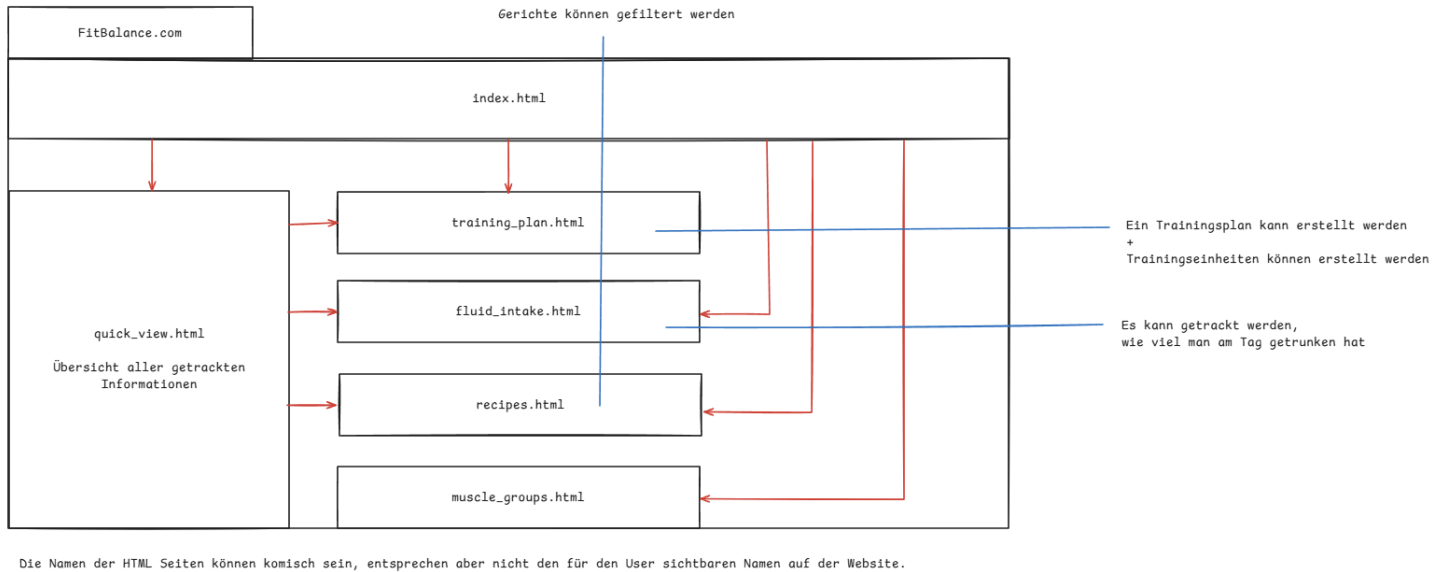 Gerichte können gefiltert werden
FitBalance.com
index.html
training_plan.html
Ein Trainingsplan kann erstellt werden
+
Trainingseinheiten können erstellt werden
fluid_intake.html
Es kann getrackt werden,
wie viel man am Tag getrunken hat
quick_view.html
Übersicht aller getrackten
Informationen
recipes.html
muscle_groups.html
Die Namen der HTML Seiten können komisch sein, entsprechen aber nicht den für den User sichtbaren Namen auf der Website.